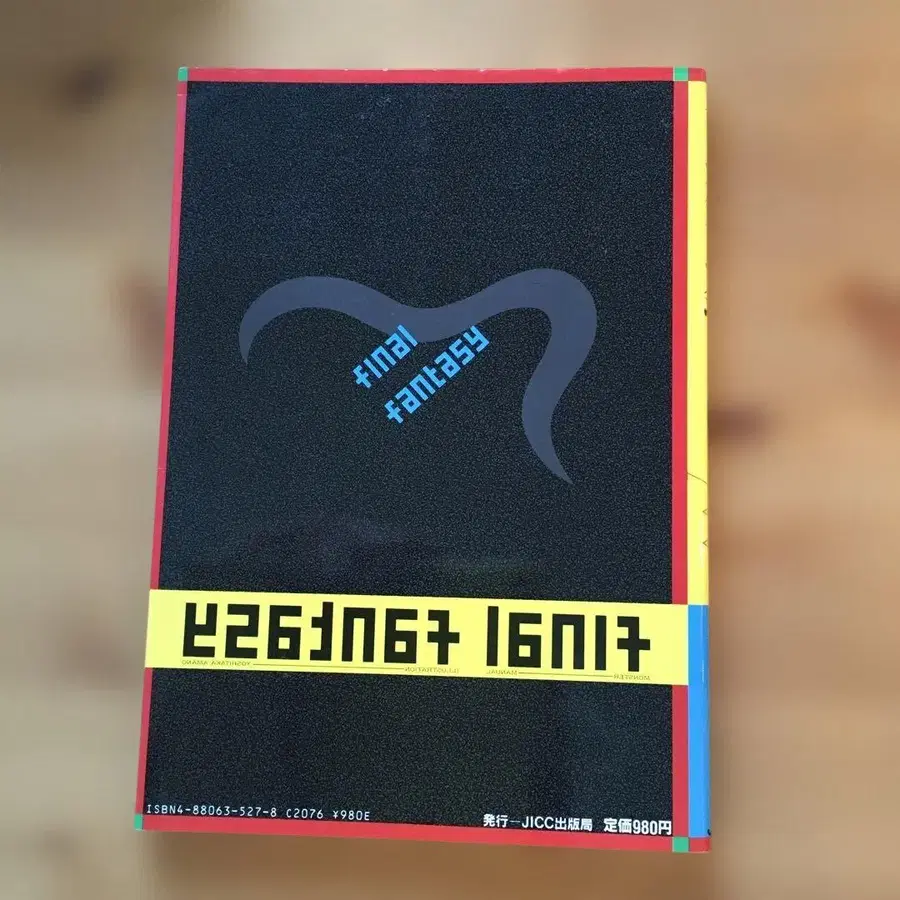 final
fantasy
final fantasy
MONSTER MANUAL ILLUSTRATION YOSHITAKA AMANO
ISBN4-88063-527-8 C2076 ¥980E
発行—JICC出版局 定価980円